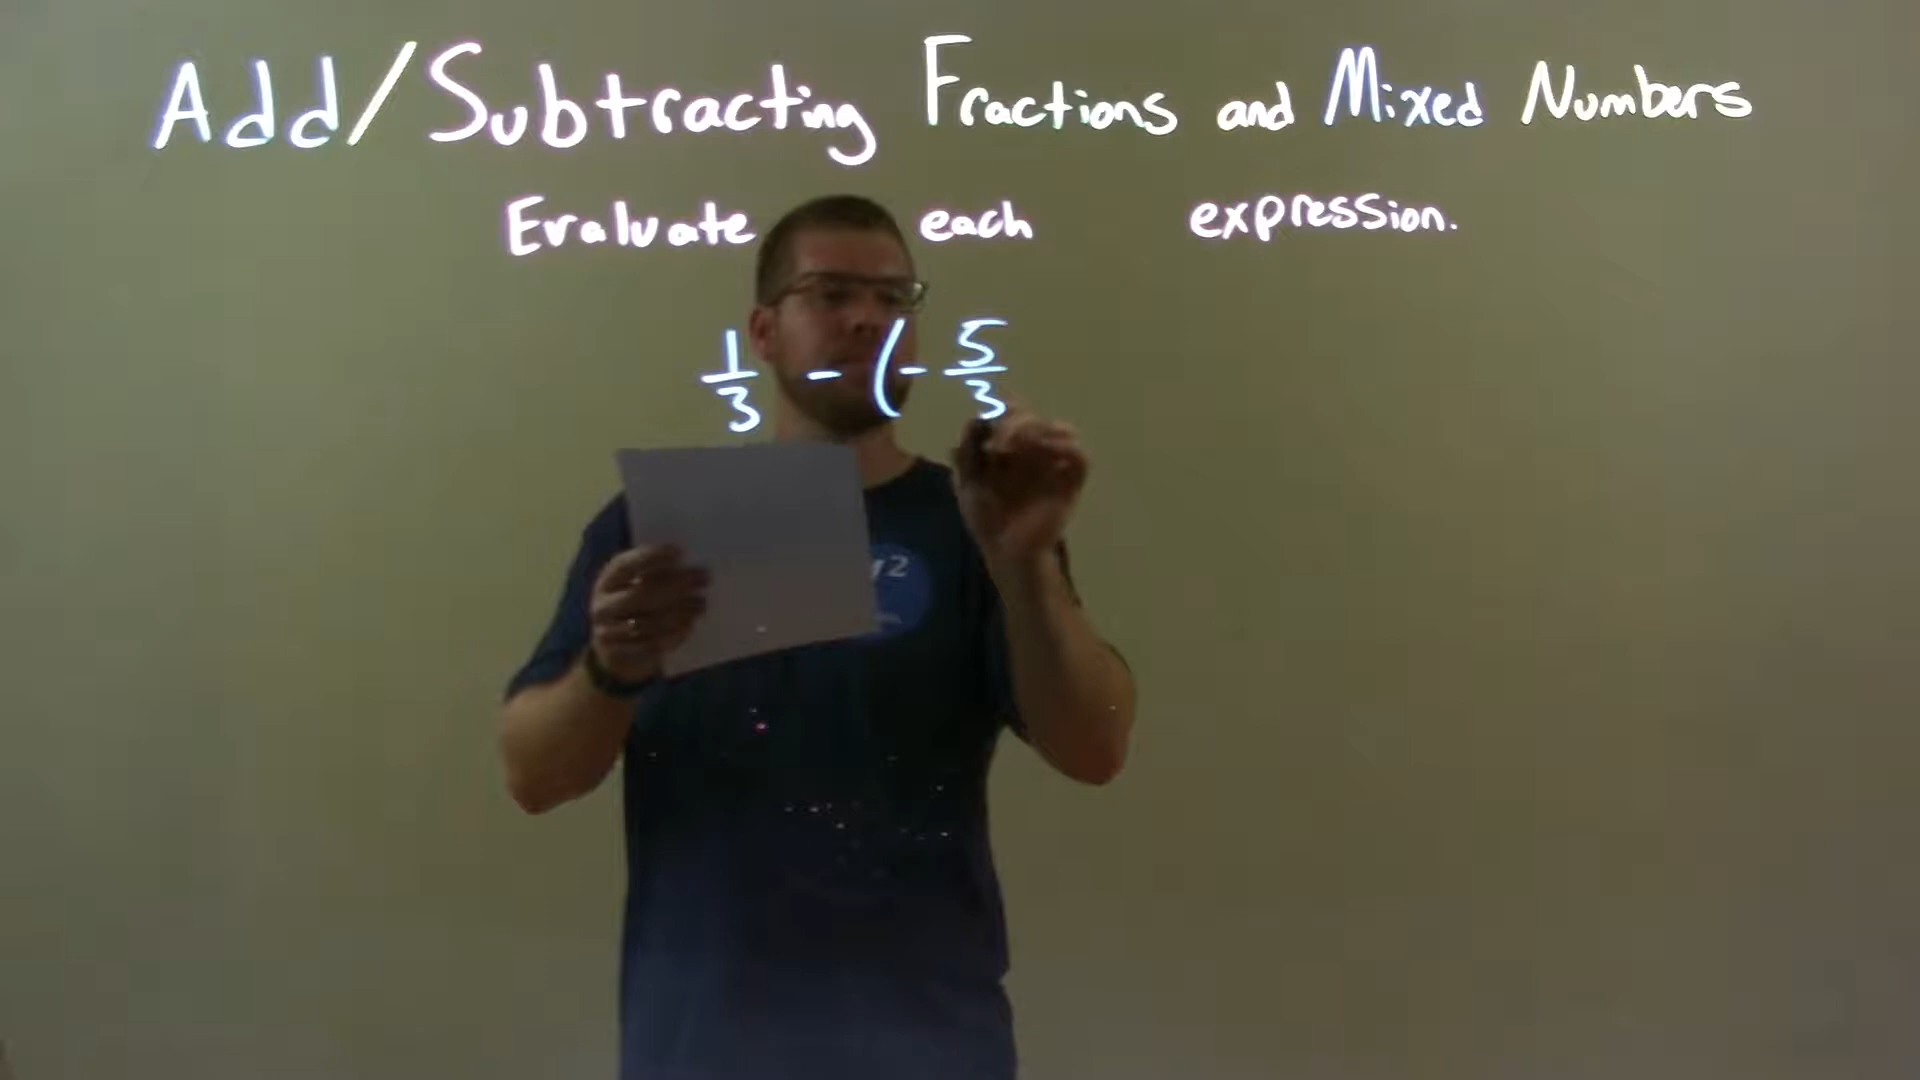 Add/Subtracting Fractions and Mixed Numbers
Evaluate each expression.
1/3 - (- 5/3